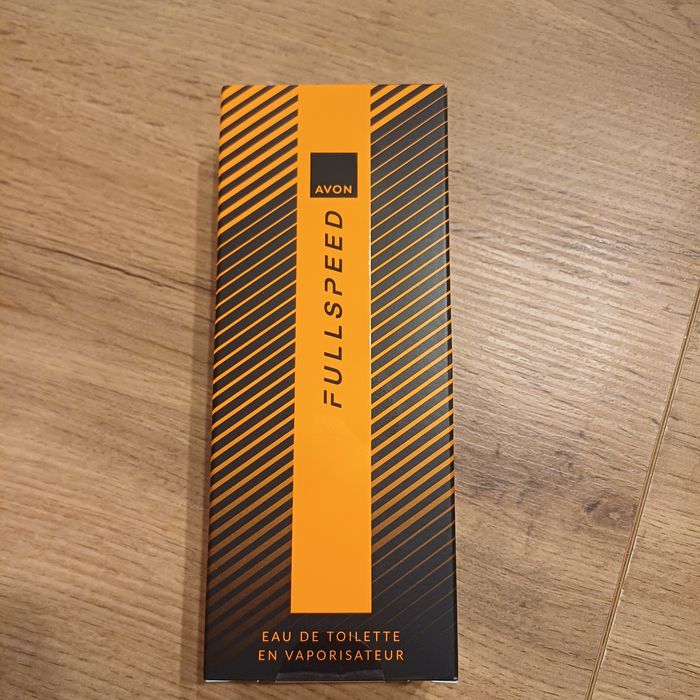 AVON
FULLSPEED
EAU DE TOILETTE
EN VAPORISATEUR